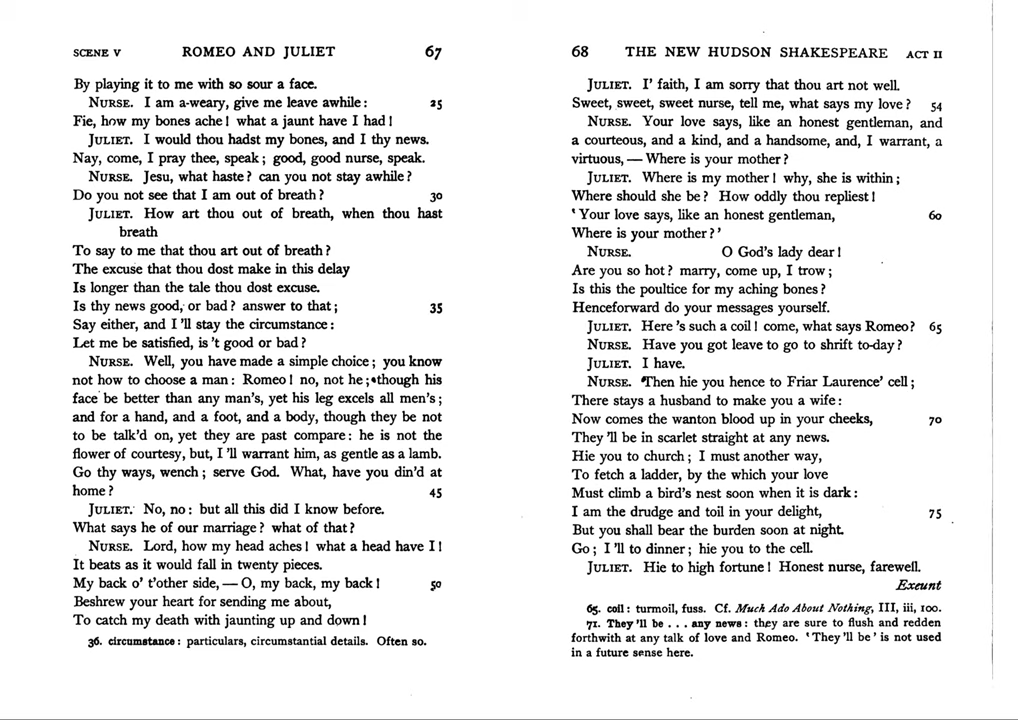 SCENE V ROMEO AND JULIET 67
By playing it to me with so sour a face.
NURSE. I am a-weary, give me leave awhile: 25
Fie, how my bones ache! what a jaunt have I had!
JULIET. I would thou hadst my bones, and I thy news.
Nay, come, I pray thee, speak; good, good nurse, speak.
NURSE. Jesu, what haste? can you not stay awhile?
Do you not see that I am out of breath? 30
JULIET. How art thou out of breath, when thou hast
breath
To say to me that thou art out of breath?
The excuse that thou dost make in this delay
Is longer than the tale thou dost excuse.
Is thy news good, or bad? answer to that; 35
Say either, and I 'll stay the circumstance:
Let me be satisfied, is 't good or bad?
NURSE. Well, you have made a simple choice; you know
not how to choose a man: Romeo! no, not he; though his
face be better than any man's, yet his leg excels all men's;
and for a hand, and a foot, and a body, though they be not
to be talk'd on, yet they are past compare: he is not the
flower of courtesy, but, I 'll warrant him, as gentle as a lamb.
Go thy ways, wench; serve God. What, have you din'd at
home? 45
JULIET. No, no: but all this did I know before.
What says he of our marriage? what of that?
NURSE. Lord, how my head aches! what a head have I!
It beats as it would fall in twenty pieces.
My back o' t'other side, — O, my back, my back! 50
Beshrew your heart for sending me about,
To catch my death with jaunting up and down!
36. circumstance: particulars, circumstantial details. Often so.
68 THE NEW HUDSON SHAKESPEARE ACT II
JULIET. I' faith, I am sorry that thou art not well.
Sweet, sweet, sweet nurse, tell me, what says my love? 54
NURSE. Your love says, like an honest gentleman, and
a courteous, and a kind, and a handsome, and, I warrant, a
virtuous, — Where is your mother?
JULIET. Where is my mother! why, she is within;
Where should she be? How oddly thou repliest!
'Your love says, like an honest gentleman, 60
Where is your mother?'
NURSE. O God's lady dear!
Are you so hot? marry, come up, I trow;
Is this the poultice for my aching bones?
Henceforward do your messages yourself.
JULIET. Here 's such a coil! come, what says Romeo? 65
NURSE. Have you got leave to go to shrift to-day?
JULIET. I have.
NURSE. Then hie you hence to Friar Laurence' cell;
There stays a husband to make you a wife:
Now comes the wanton blood up in your cheeks, 70
They 'll be in scarlet straight at any news.
Hie you to church; I must another way,
To fetch a ladder, by the which your love
Must climb a bird's nest soon when it is dark:
I am the drudge and toil in your delight, 75
But you shall bear the burden soon at night.
Go; I 'll to dinner; hie you to the cell.
JULIET. Hie to high fortune! Honest nurse, farewell.
Exeunt
65. coil: turmoil, fuss. Cf. Much Ado About Nothing, III, iii, 100.
71. They 'll be . . . any news: they are sure to flush and redden
forthwith at any talk of love and Romeo. 'They 'll be' is not used
in a future sense here.